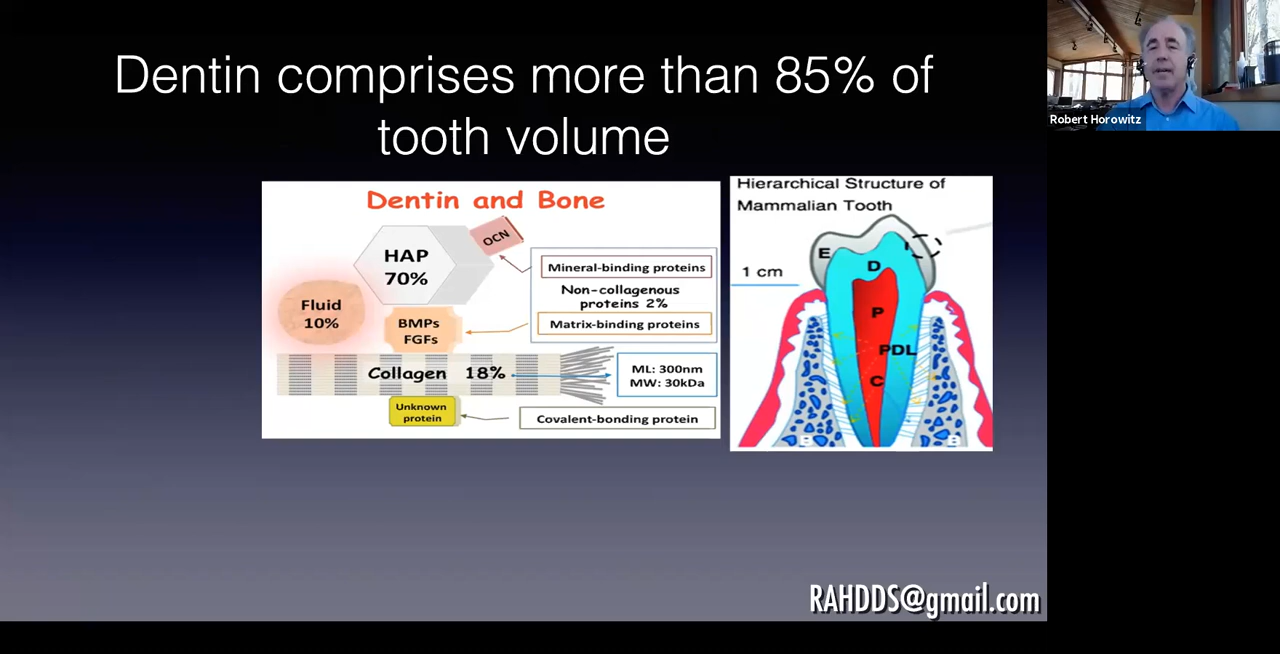 Dentin comprises more than 85% of
tooth volume
Dentin and Bone
OCN
HAP
70%
Mineral-binding proteins
Non-collagenous
proteins 2%
Matrix-binding proteins
Fluid
10%
BMPs
FGFs
Collagen 18%
ML: 300nm
MW: 30kDa
Unknown
protein
Covalent-bonding protein
Hierarchical Structure of
Mammalian Tooth
1 cm
E
D
P
PDL
C
B
B
RAHDDS@gmail.com
Robert Horowitz